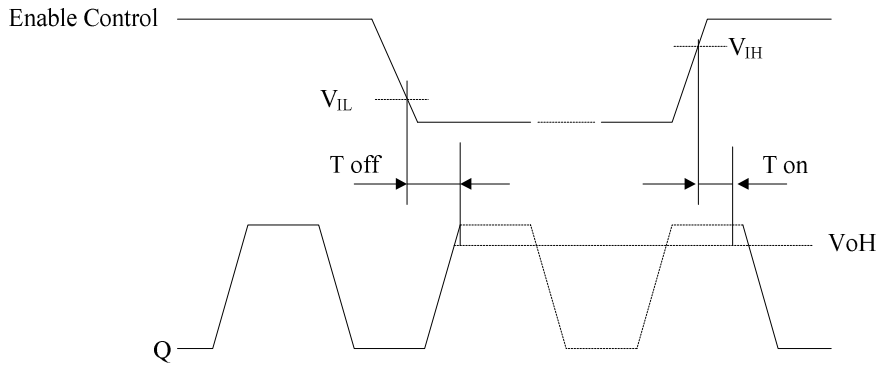 Enable Control
VIH
VIL
T off
T on
VoH
Q